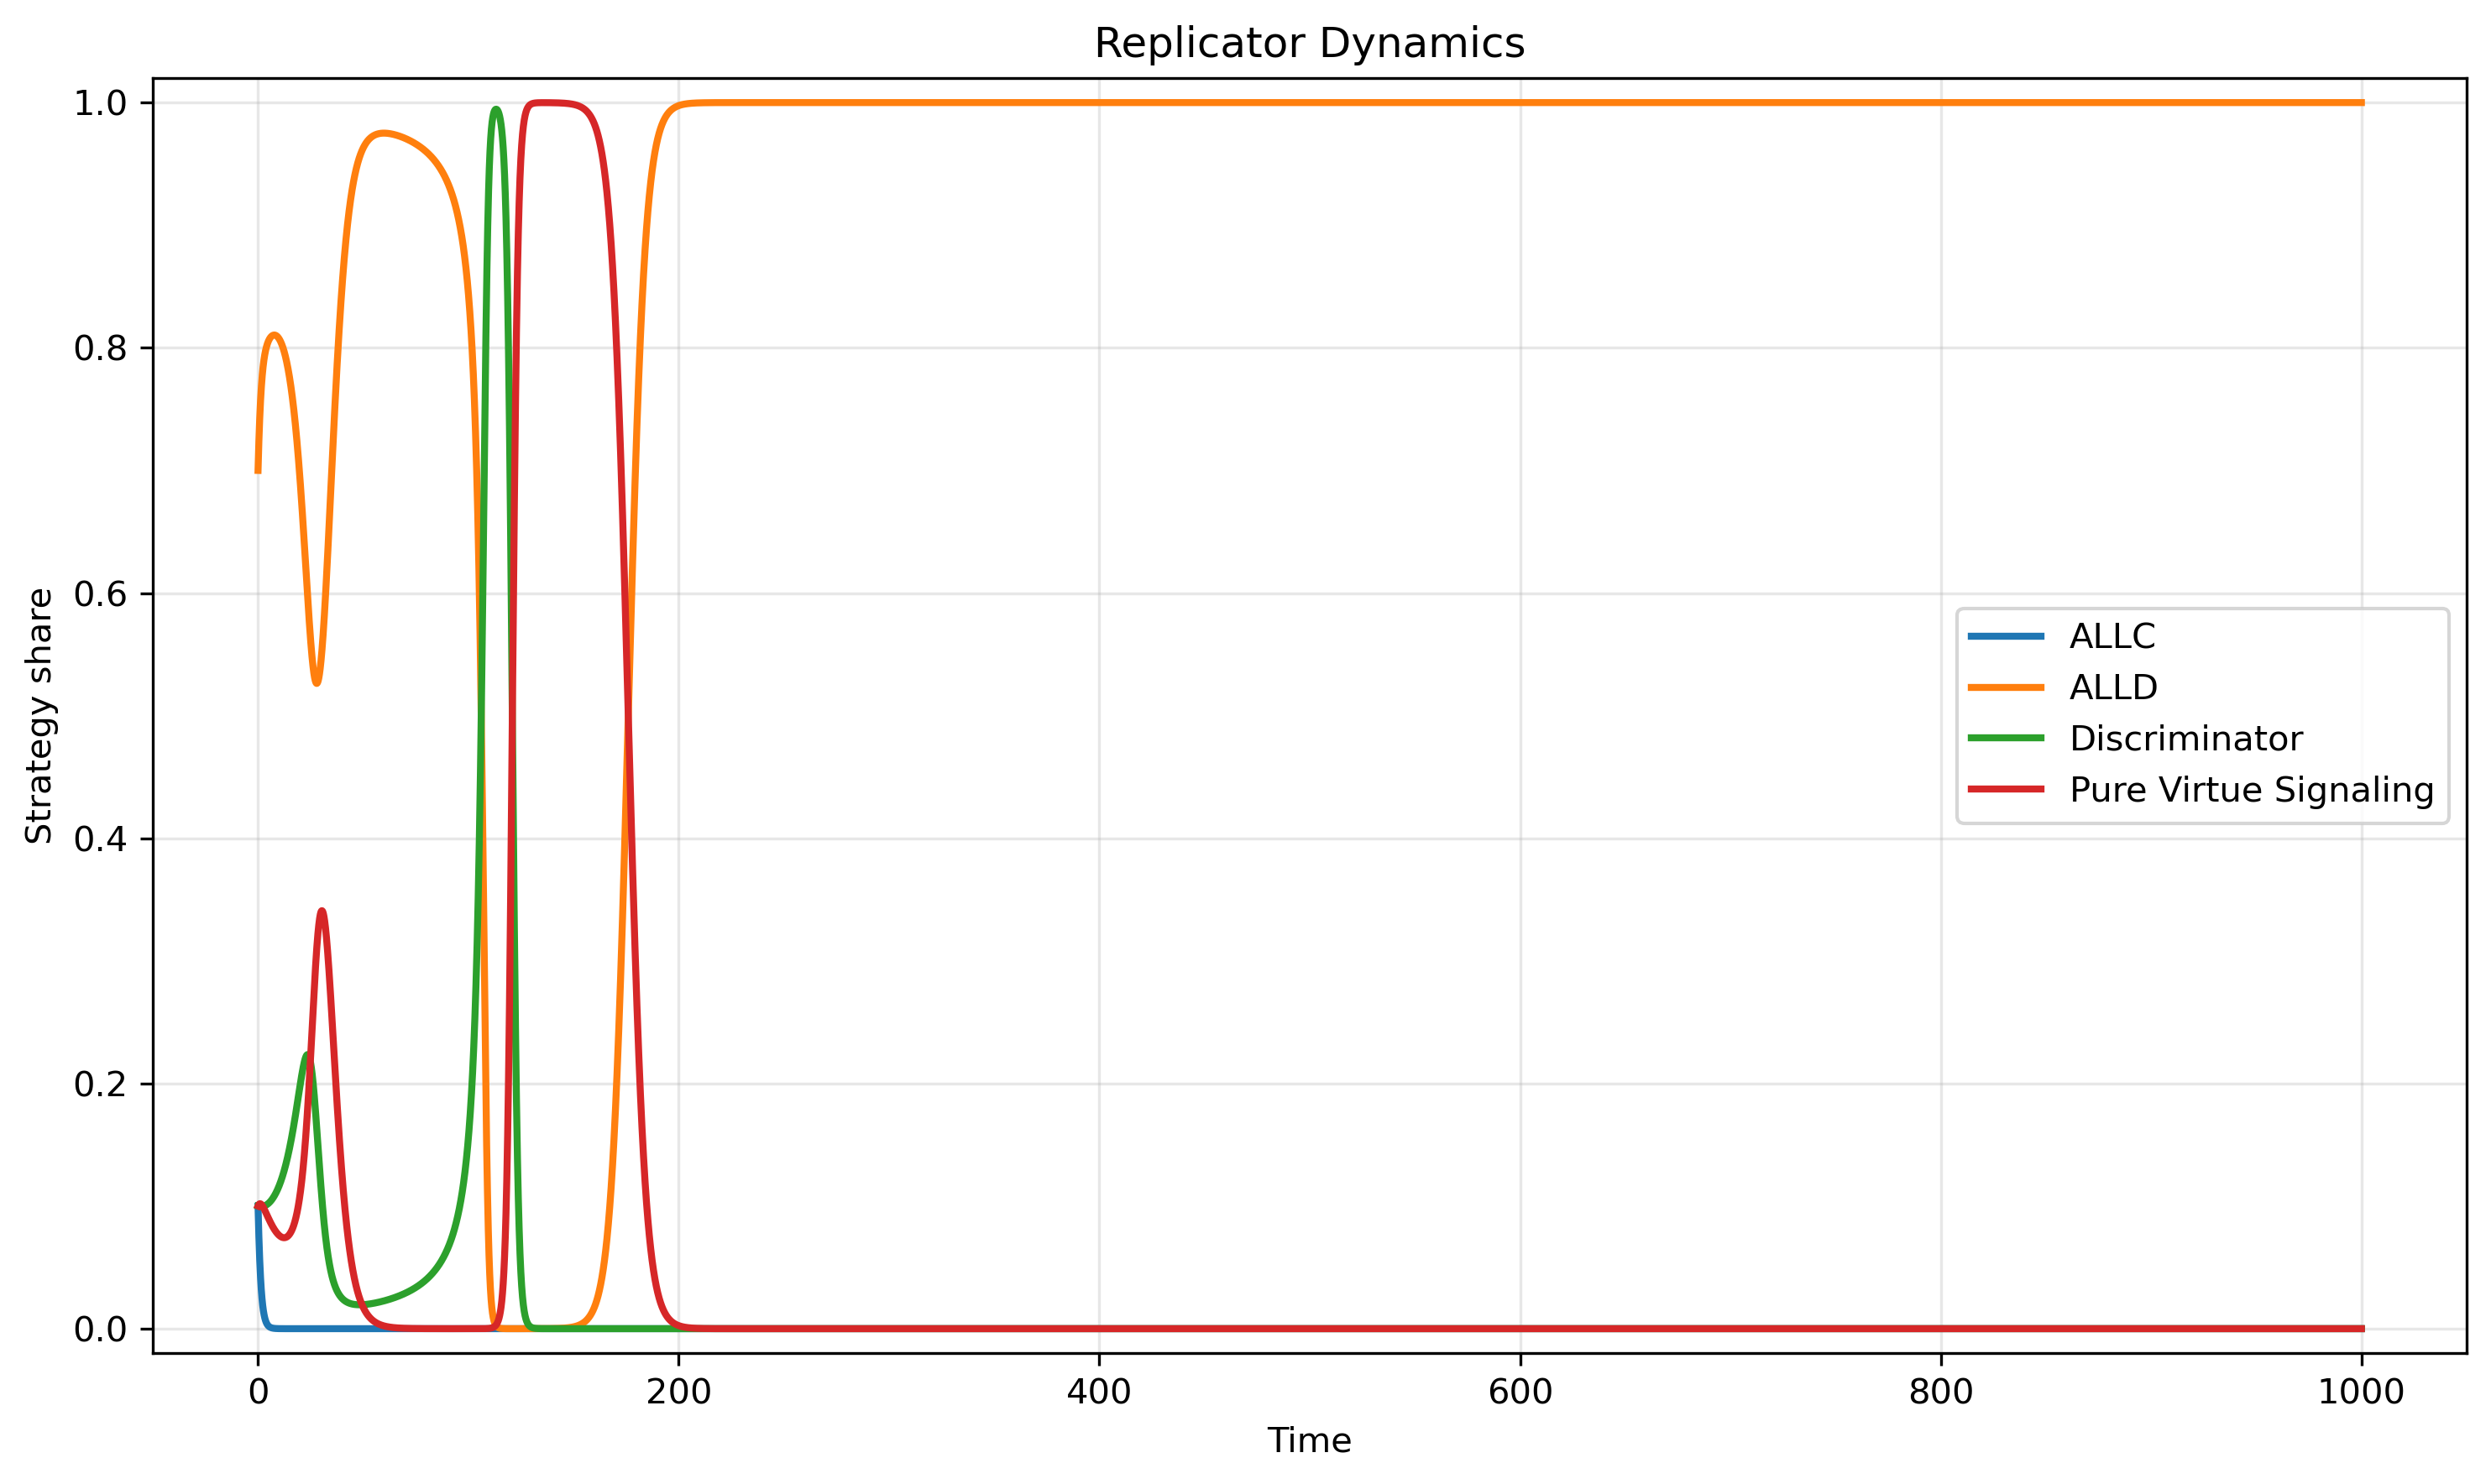 Replicator Dynamics
Strategy share
1.0
0.8
0.6
0.4
0.2
0.0
ALLC
ALLD
Discriminator
Pure Virtue Signaling
0 200 400 600 800 1000
Time